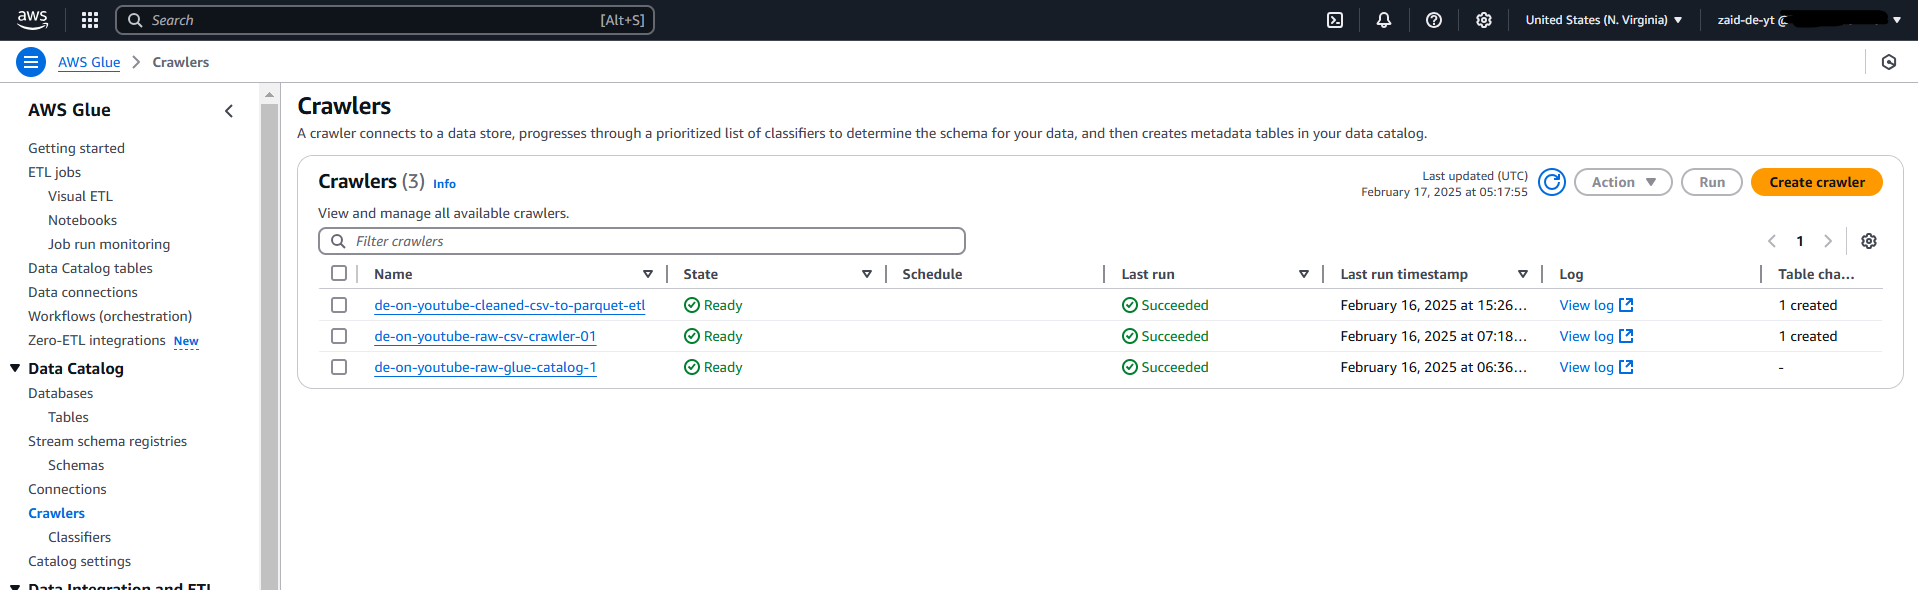 aws Search [Alt+S] United States (N. Virginia) zaid-de-yt @
AWS Glue Crawlers
AWS Glue
Getting started
ETL jobs
Visual ETL
Notebooks
Job run monitoring
Data Catalog tables
Data connections
Workflows (orchestration)
Zero-ETL integrations New
Data Catalog
Databases
Tables
Stream schema registries
Schemas
Connections
Crawlers
Classifiers
Catalog settings
Data Integration and ETL
Crawlers
A crawler connects to a data store, progresses through a prioritized list of classifiers to determine the schema for your data, and then creates metadata tables in your data catalog.
Crawlers (3) Info
Last updated (UTC)
February 17, 2025 at 05:17:55
Action Run Create crawler
View and manage all available crawlers.
Filter crawlers
1
Name State Schedule Last run Last run timestamp Log Table cha...
de-on-youtube-cleaned-csv-to-parquet-etl Ready Succeeded February 16, 2025 at 15:26... View log 1 created
de-on-youtube-raw-csv-crawler-01 Ready Succeeded February 16, 2025 at 07:18... View log 1 created
de-on-youtube-raw-glue-catalog-1 Ready Succeeded February 16, 2025 at 06:36... View log -